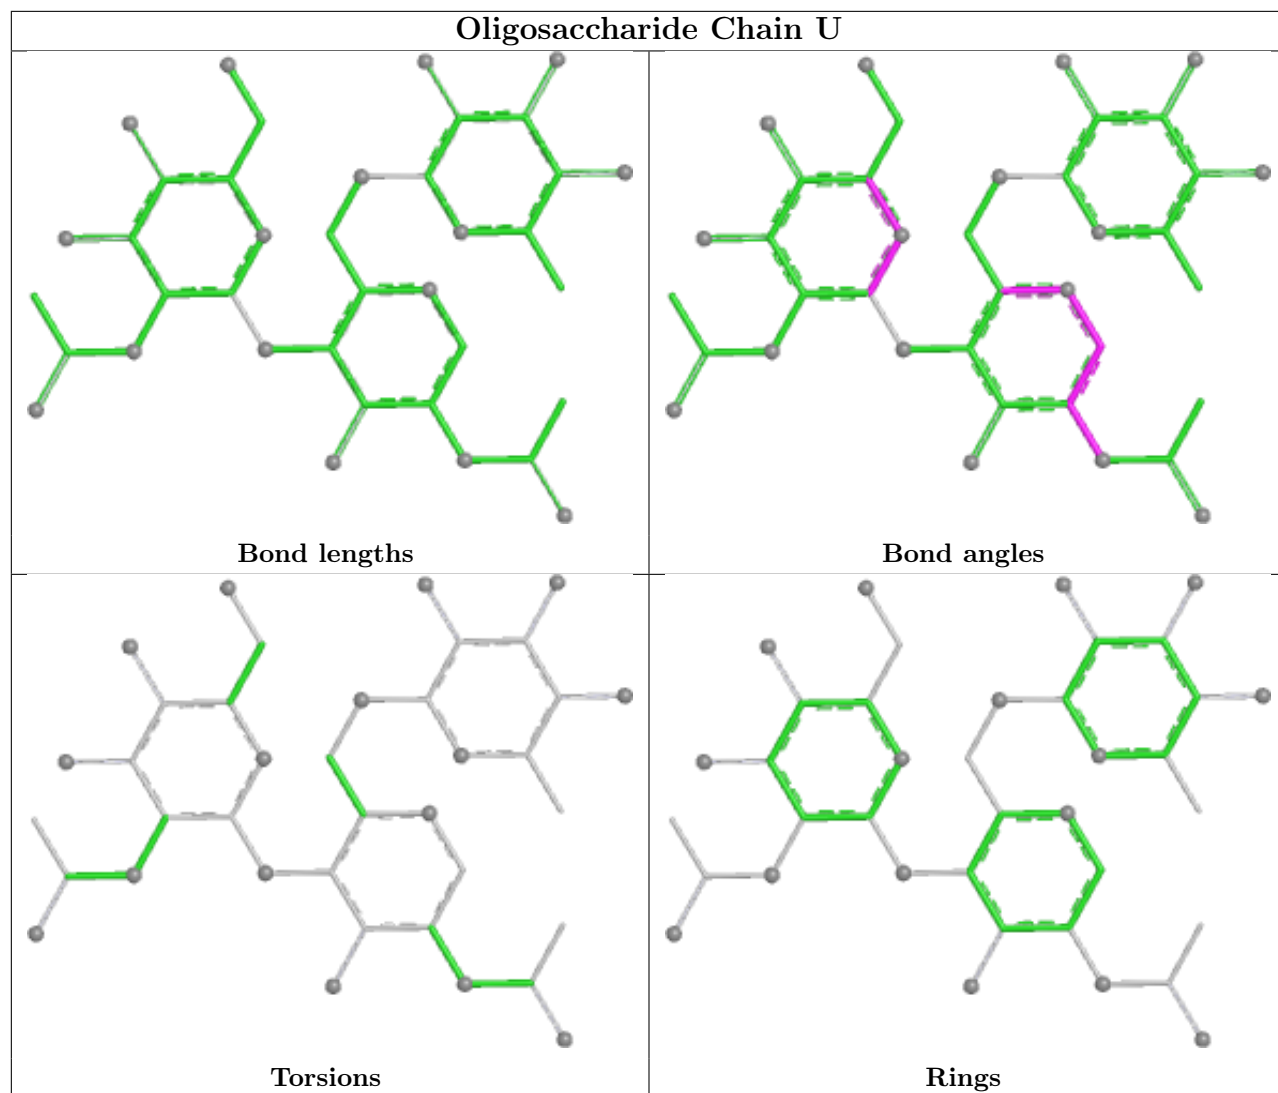 Oligosaccharide Chain U
Bond lengths
Bond angles
Torsions
Rings